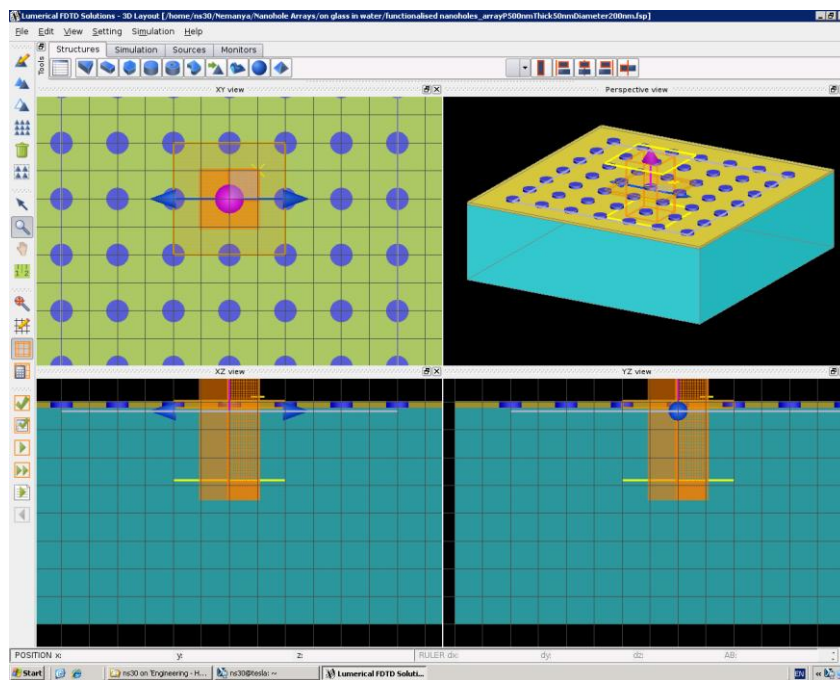 Lumerical FDTD Solutions - 3D Layout [/home/ns30/Nemanya/Nanohole Arrays/on glass in water/functionalised nanoholes_arrayP500nmThick50nmDiameter200nm.fsp]
File Edit View Setting Simulation Help
Structures Simulation Sources Monitors
Tools
XY view
Perspective view
XZ view
YZ view
POSITION x: y: z: RULER dx: dy: dz: AB:
Start ns30 on 'Engineering - H... ns30@tesla: ~ Lumerical FDTD Soluti... EN